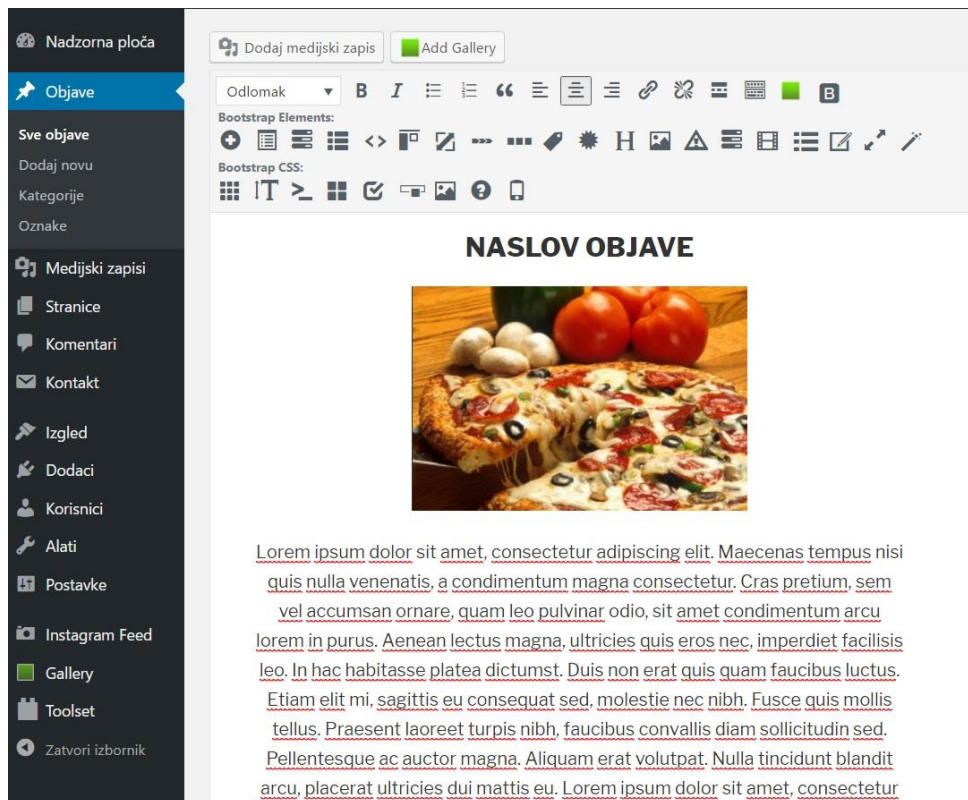 Nadzorna ploča
Objave
Sve objave
Dodaj novu
Kategorije
Oznake
Medijski zapisi
Stranice
Komentari
Kontakt
Izgled
Dodaci
Korisnici
Alati
Postavke
Instagram Feed
Gallery
Toolset
Zatvori izbornik
Dodaj medijski zapis
Add Gallery
Odlomak
B I
B
Bootstrap Elements:
H
Bootstrap CSS:
NASLOV OBJAVE
Lorem ipsum dolor sit amet, consectetur adipiscing elit. Maecenas tempus nisi
quis nulla venenatis, a condimentum magna consectetur. Cras pretium, sem
vel accumsan ornare, quam leo pulvinar odio, sit amet condimentum arcu
lorem in purus. Aenean lectus magna, ultricies quis eros nec, imperdiet facilisis
leo. In hac habitasse platea dictumst. Duis non erat quis quam faucibus luctus.
Etiam elit mi, sagittis eu consequat sed, molestie nec nibh. Fusce quis mollis
tellus. Praesent laoreet turpis nibh, faucibus convallis diam sollicitudin sed.
Pellentesque ac auctor magna. Aliquam erat volutpat. Nulla tincidunt blandit
arcu, placerat ultricies dui mattis eu. Lorem ipsum dolor sit amet, consectetur